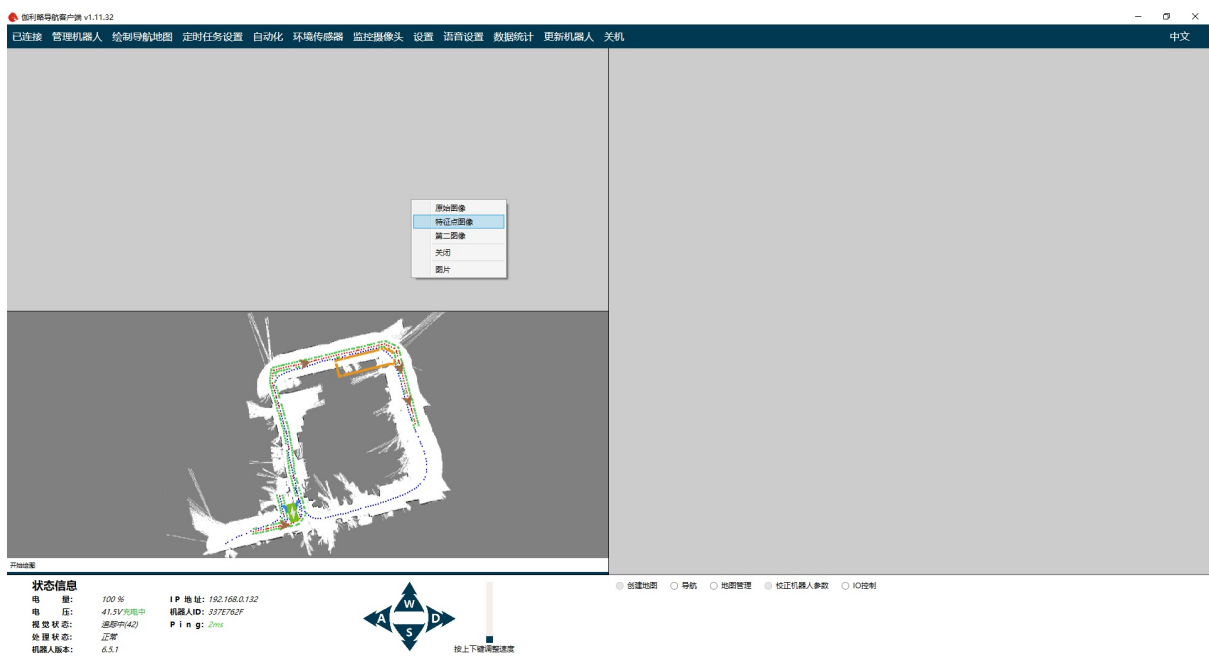 伽利略导航客户端 v1.11.32
已连接 管理机器人 绘制导航地图 定时任务设置 自动化 环境传感器 监控摄像头 设置 语音设置 数据统计 更新机器人 关机 中文
原始图像
特征点图像
第二图像
关闭
图片
开始绘图
状态信息
电 量: 100 % IP 地址: 192.168.0.132
电 压: 41.5V充电中 机器人ID: 337E762F
视觉状态: 追踪中(42) Ping: 2ms
处理状态: 正常
机器人版本: 6.5.1
W
A D
S
按上下键调整速度
创建地图 导航 地图管理 校正机器人参数 IO控制